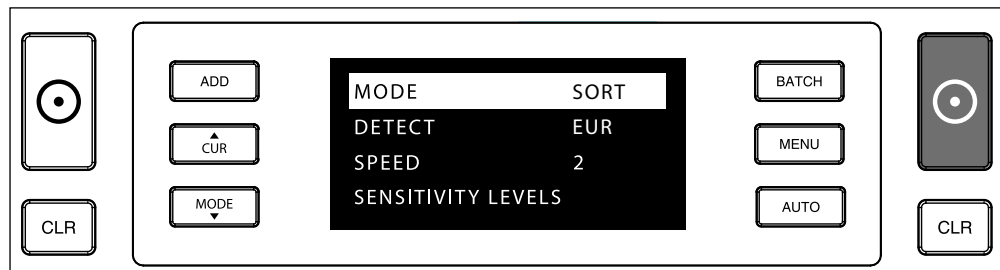 CLR
ADD
CUR
MODE
MODE SORT
DETECT EUR
SPEED 2
SENSITIVITY LEVELS
BATCH
MENU
AUTO
CLR